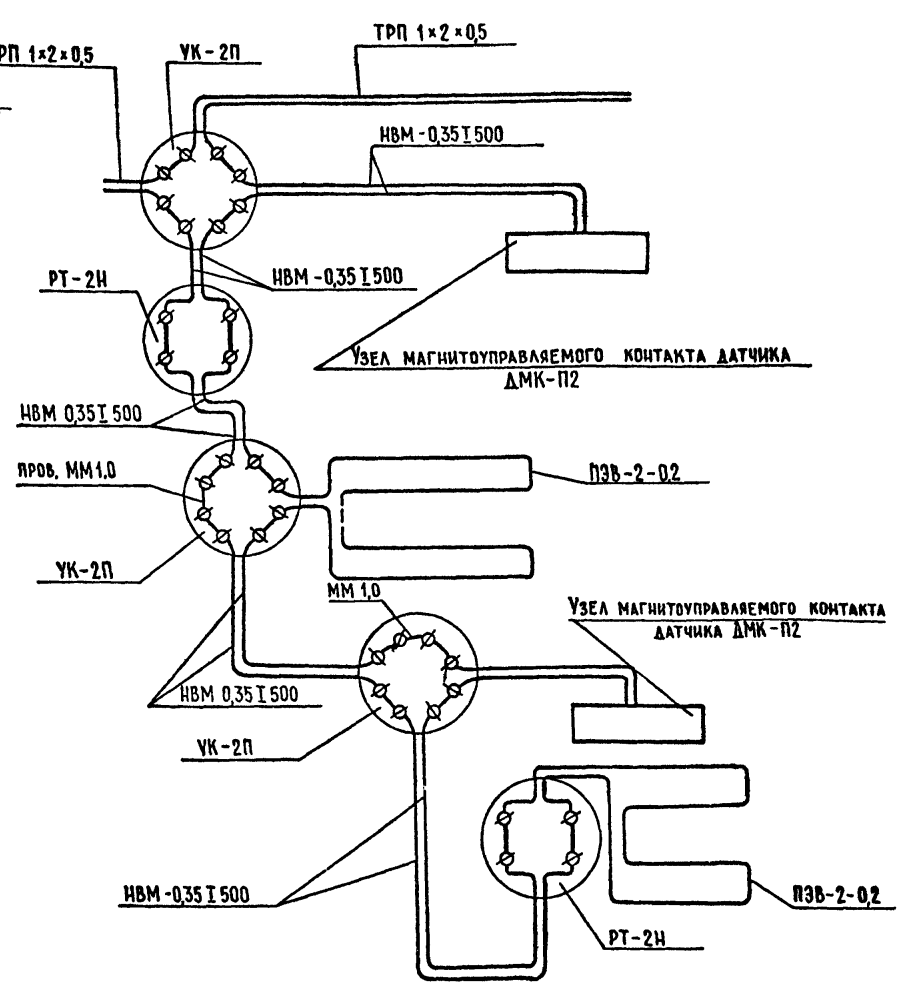 ТРП 1×2×0,5
РП 1×2×0,5
УК-2П
НВМ-0,35 I 500
РТ-2Н
НВМ-0,35 I 500
Узел магнитоуправляемого контакта датчика
ДМК-П2
НВМ 0,35 I 500
пров. ММ1,0
ПЭВ-2-0,2
УК-2П
ММ 1,0
Узел магнитоуправляемого контакта
датчика ДМК-П2
НВМ 0,35 I 500
УК-2П
НВМ-0,35 I 500
ПЭВ-2-0,2
РТ-2Н